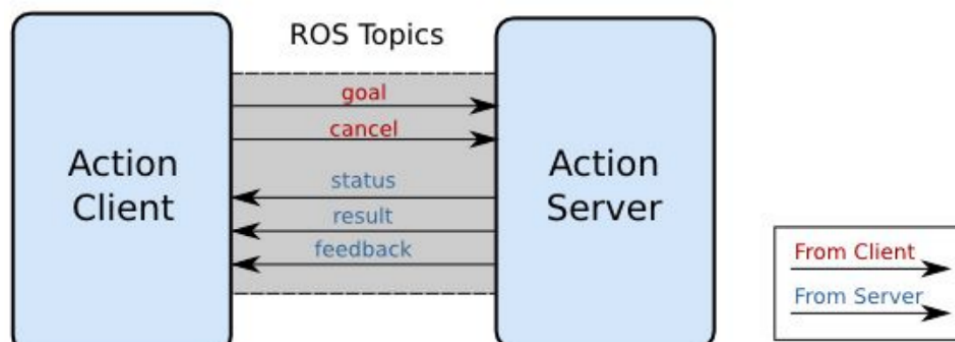 ROS Topics
goal
cancel
Action
Client
status
result
feedback
Action
Server
From Client
From Server